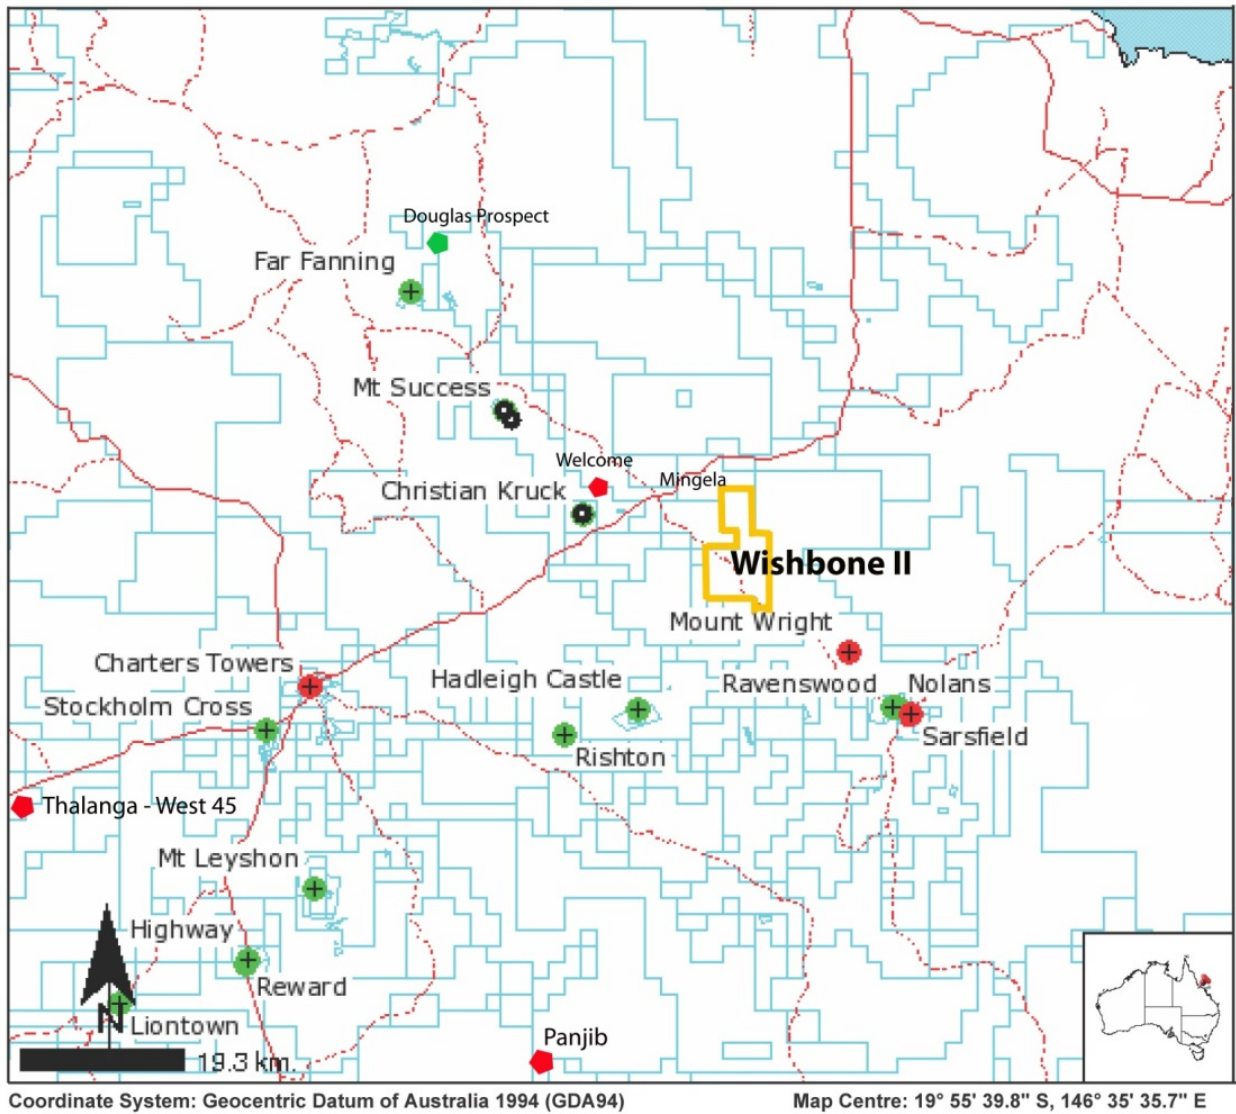 Douglas Prospect
Far Fanning
Mt Success
Welcome
Mingela
Christian Kruck
Wishbone II
Mount Wright
Charters Towers
Hadleigh Castle
Ravenswood
Nolans
Stockholm Cross
Sarsfield
Rishton
Thalanga - West 45
Mt Leyshon
Highway
Reward
N
Liontown
Panjib
19.3 km.
Coordinate System: Geocentric Datum of Australia 1994 (GDA94)
Map Centre: 19° 55' 39.8" S, 146° 35' 35.7" E